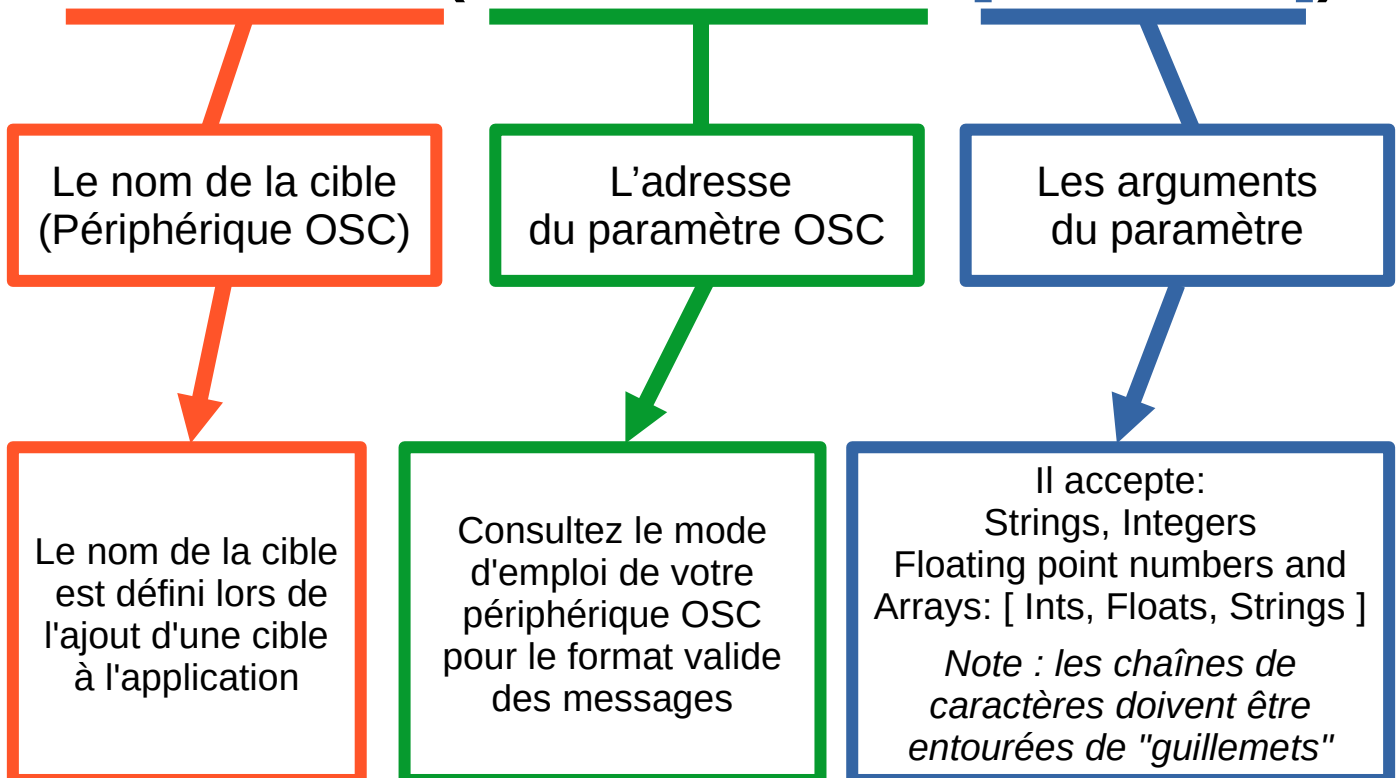 Le nom de la cible
(Périphérique OSC)
L’adresse
du paramètre OSC
Les arguments
du paramètre
Le nom de la cible
est défini lors de
l'ajout d'une cible
à l'application
Consultez le mode
d'emploi de votre
périphérique OSC
pour le format valide
des messages
Il accepte:
Strings, Integers
Floating point numbers and
Arrays: [ Ints, Floats, Strings ]
Note : les chaînes de
caractères doivent être
entourées de "guillemets"